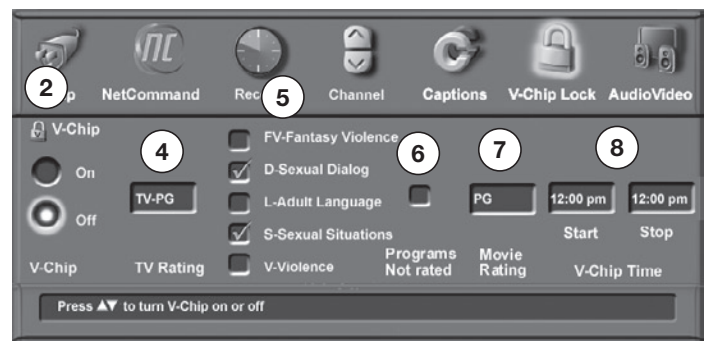 NetCommand
Rec
Channel
Captions
V-Chip Lock
AudioVideo
2
5
V-Chip
On
Off
V-Chip
4
TV-PG
TV Rating
FV-Fantasy Violence
D-Sexual Dialog
L-Adult Language
S-Sexual Situations
V-Violence
6
Programs
Not rated
7
PG
Movie
Rating
8
12:00 pm
12:00 pm
Start
Stop
V-Chip Time
Press ▲▼ to turn V-Chip on or off